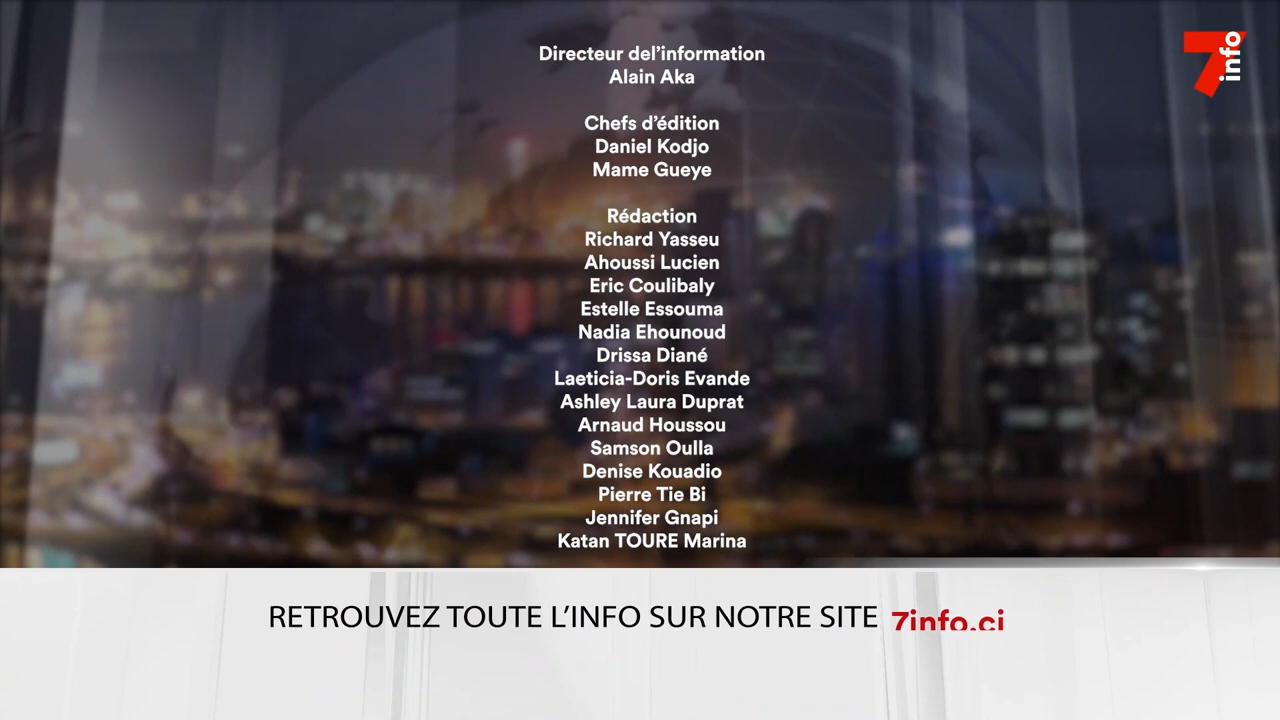 7info
Directeur del’information
Alain Aka
Chefs d’édition
Daniel Kodjo
Mame Gueye
Rédaction
Richard Yasseu
Ahoussi Lucien
Eric Coulibaly
Estelle Essouma
Nadia Ehounoud
Drissa Diané
Laeticia-Doris Evande
Ashley Laura Duprat
Arnaud Houssou
Samson Oulla
Denise Kouadio
Pierre Tie Bi
Jennifer Gnapi
Katan TOURE Marina
RETROUVEZ TOUTE L’INFO SUR NOTRE SITE 7info.ci